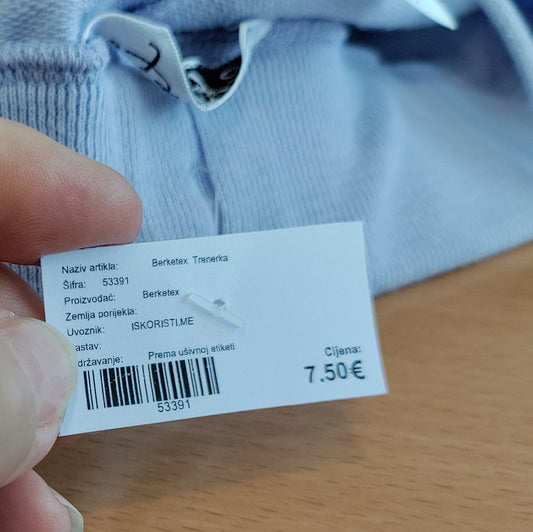 Naziv artikla: Berketex Trenerka
Šifra: 53391
Proizvođač: Berketex
Zemlja porijekla:
Uvoznik: ISKORISTI.ME
astav:
državanje: Prema ušivnoj etiketi
53391
Cijena:
7.50€